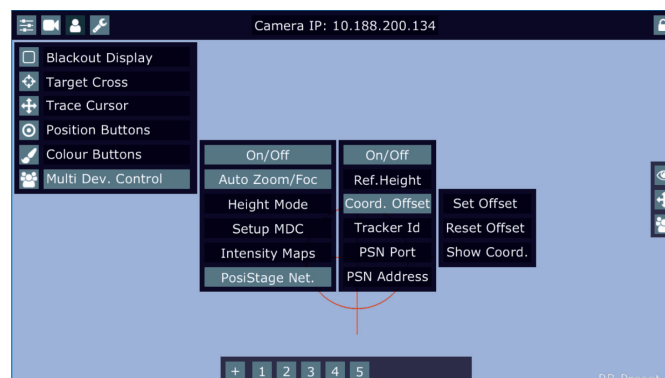 Camera IP: 10.188.200.134
Blackout Display
Target Cross
Trace Cursor
Position Buttons
Colour Buttons
Multi Dev. Control
On/Off
Auto Zoom/Foc
Height Mode
Setup MDC
Intensity Maps
PosiStage Net.
On/Off
Ref.Height
Coord. Offset
Tracker Id
PSN Port
PSN Address
Set Offset
Reset Offset
Show Coord.
+ 1 2 3 4 5